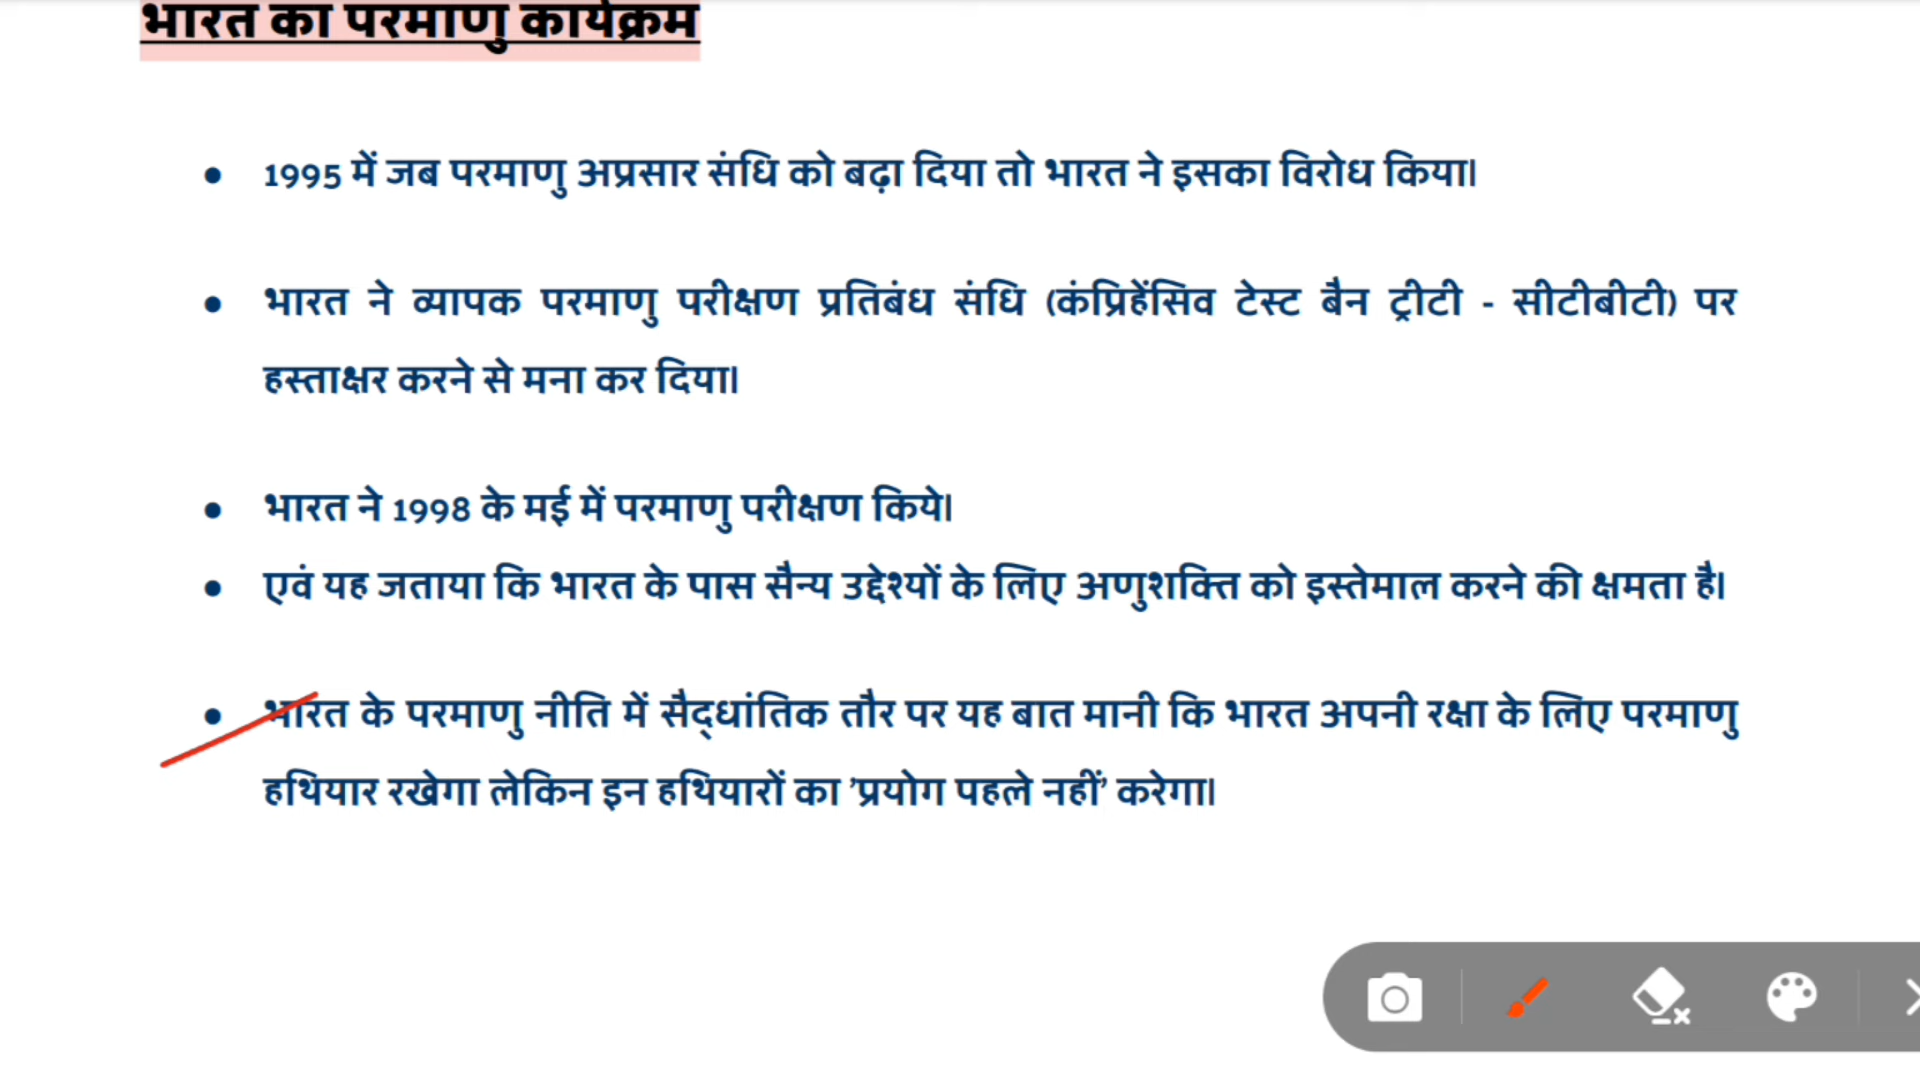 भारत का परमाणु कार्यक्रम
• 1995 में जब परमाणु अप्रसार संधि को बढ़ा दिया तो भारत ने इसका विरोध किया।
• भारत ने व्यापक परमाणु परीक्षण प्रतिबंध संधि (कंप्रिहेंसिव टेस्ट बैन ट्रीटी - सीटीबीटी) पर
हस्ताक्षर करने से मना कर दिया।
• भारत ने 1998 के मई में परमाणु परीक्षण किये।
• एवं यह जताया कि भारत के पास सैन्य उद्देश्यों के लिए अणुशक्ति को इस्तेमाल करने की क्षमता है।
• भारत के परमाणु नीति में सैद्धांतिक तौर पर यह बात मानी कि भारत अपनी रक्षा के लिए परमाणु
हथियार रखेगा लेकिन इन हथियारों का ’प्रयोग पहले नहीं’ करेगा।